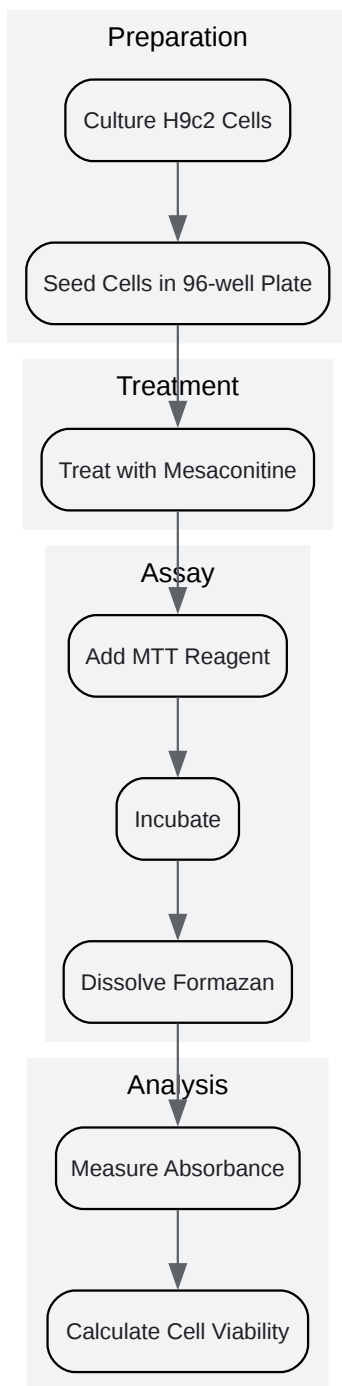 Preparation
Culture H9c2 Cells
Seed Cells in 96-well Plate
Treatment
Treat with Mesaconitine
Assay
Add MTT Reagent
Incubate
Dissolve Formazan
Analysis
Measure Absorbance
Calculate Cell Viability